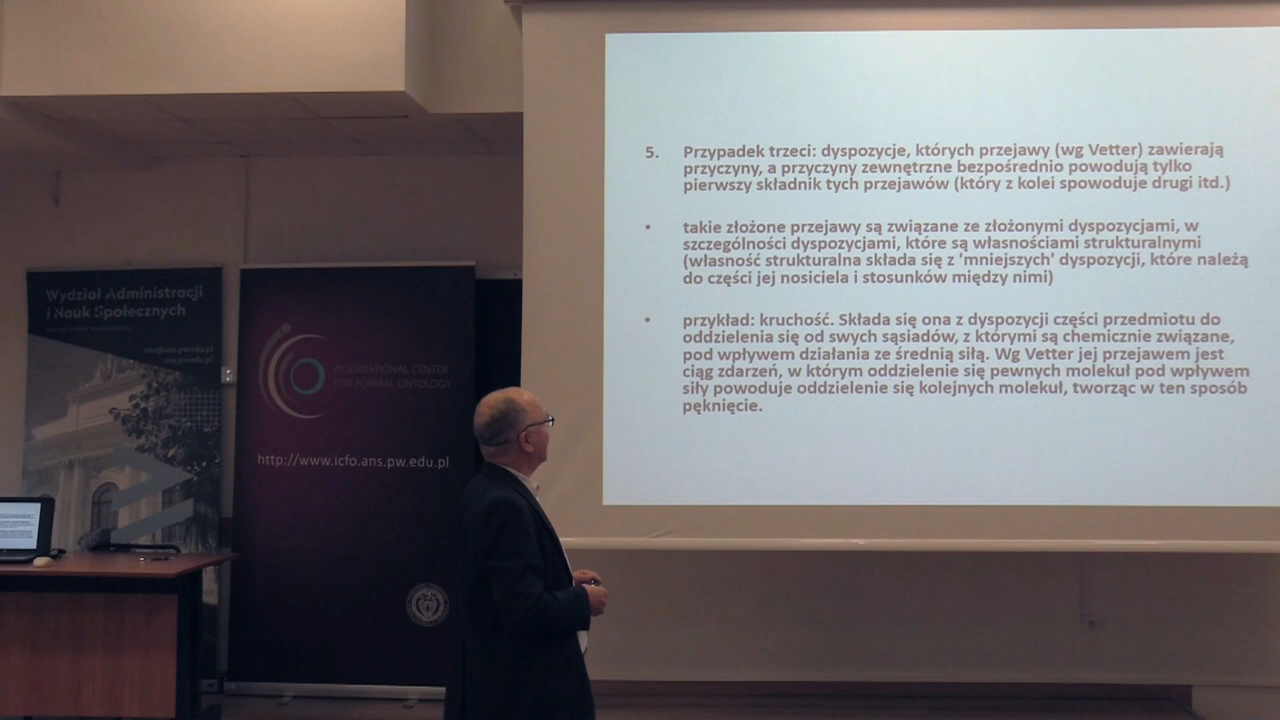 5. Przypadek trzeci: dyspozycje, których przejawy (wg Vetter) zawierają
przyczyny, a przyczyny zewnętrzne bezpośrednio powodują tylko
pierwszy składnik tych przejawów (który z kolei spowoduje drugi itd.)
• takie złożone przejawy są związane ze złożonymi dyspozycjami, w
szczególności dyspozycjami, które są własnościami strukturalnymi
(własność strukturalna składa się z 'mniejszych' dyspozycji, które należą
do części jej nosiciela i stosunków między nimi)
• przykład: kruchość. Składa się ona z dyspozycji części przedmiotu do
oddzielenia się od swych sąsiadów, z którymi są chemicznie związane,
pod wpływem działania ze średnią siłą. Wg Vetter jej przejawem jest
ciąg zdarzeń, w którym oddzielenie się pewnych molekuł pod wpływem
siły powoduje oddzielenie się kolejnych molekuł, tworząc w ten sposób
pęknięcie.
Wydział Administracji
i Nauk Społecznych
INTERNATIONAL CENTER
FOR FORMAL ONTOLOGY
http://www.icfo.ans.pw.edu.pl